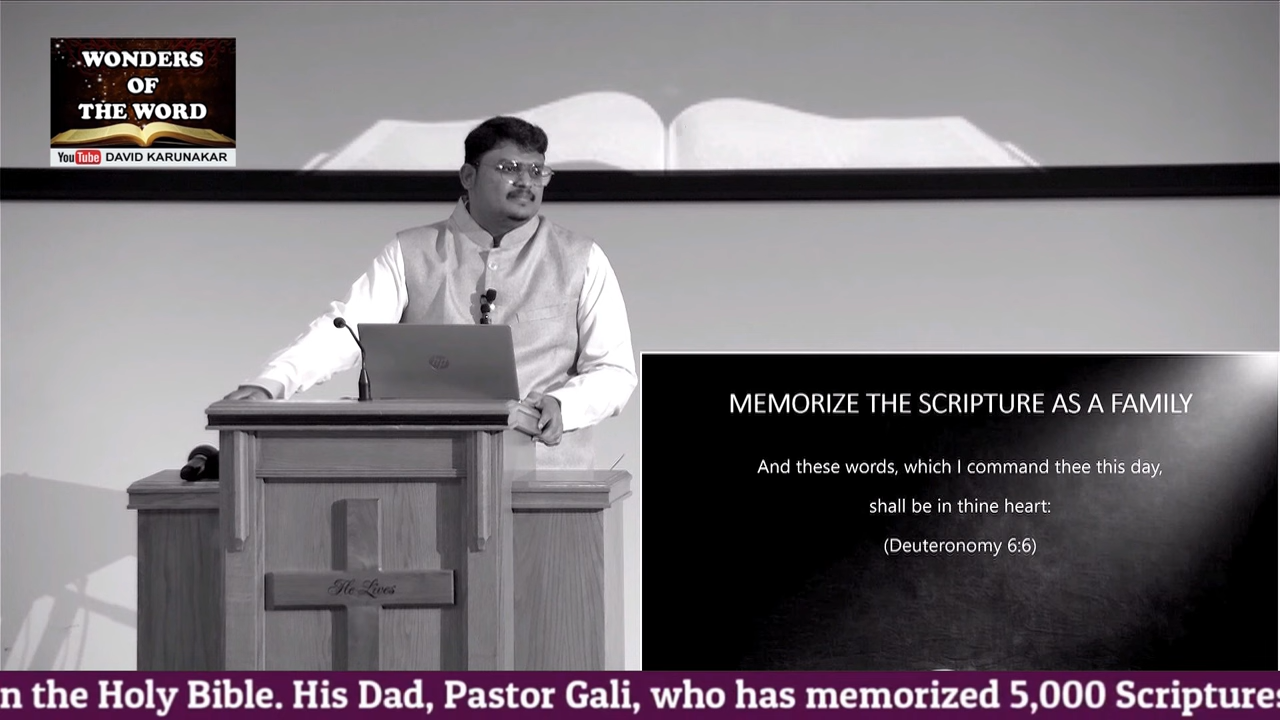 WONDERS
OF
THE WORD
YouTube DAVID KARUNAKAR
hp
MEMORIZE THE SCRIPTURE AS A FAMILY
And these words, which I command thee this day,
shall be in thine heart:
(Deuteronomy 6:6)
He Lives
n the Holy Bible. His Dad, Pastor Gali, who has memorized 5,000 Scriptures